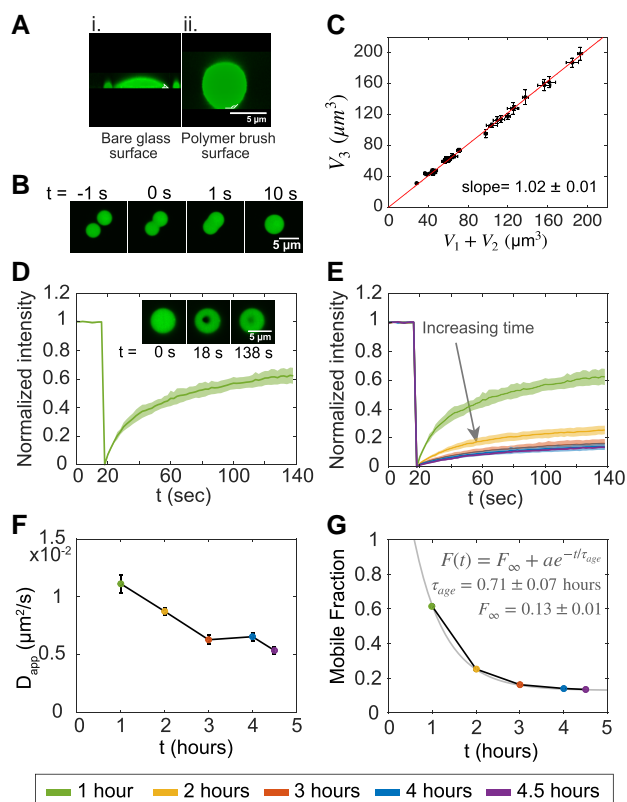 A
i.
ii.
5 µm
Bare glass
surface
Polymer brush
surface
B
t =
-1 s
0 s
1 s
10 s
5 µm
C
V3 (µm3)
200
160
120
80
40
0
0
40
80
120
160
200
slope= 1.02 ± 0.01
V1 + V2 (µm3)
D
Normalized intensity
1.2
1
0.8
0.6
0.4
0.2
0
0
20
60
100
140
t (sec)
5 µm
t =
0 s
18 s
138 s
E
Normalized intensity
1.2
1
0.8
0.6
0.4
0.2
0
Increasing time
20
60
100
140
t (sec)
F
x10-2
Dapp (µm2/s)
1.5
1
0.5
0
0
1
2
3
4
5
t (hours)
G
Mobile Fraction
1
0.8
0.6
0.4
0.2
0
F(t) = F∞ + ae−t/τage
τage = 0.71 ± 0.07 hours
F∞ = 0.13 ± 0.01
0
1
2
3
4
5
t (hours)
1 hour
2 hours
3 hours
4 hours
4.5 hours